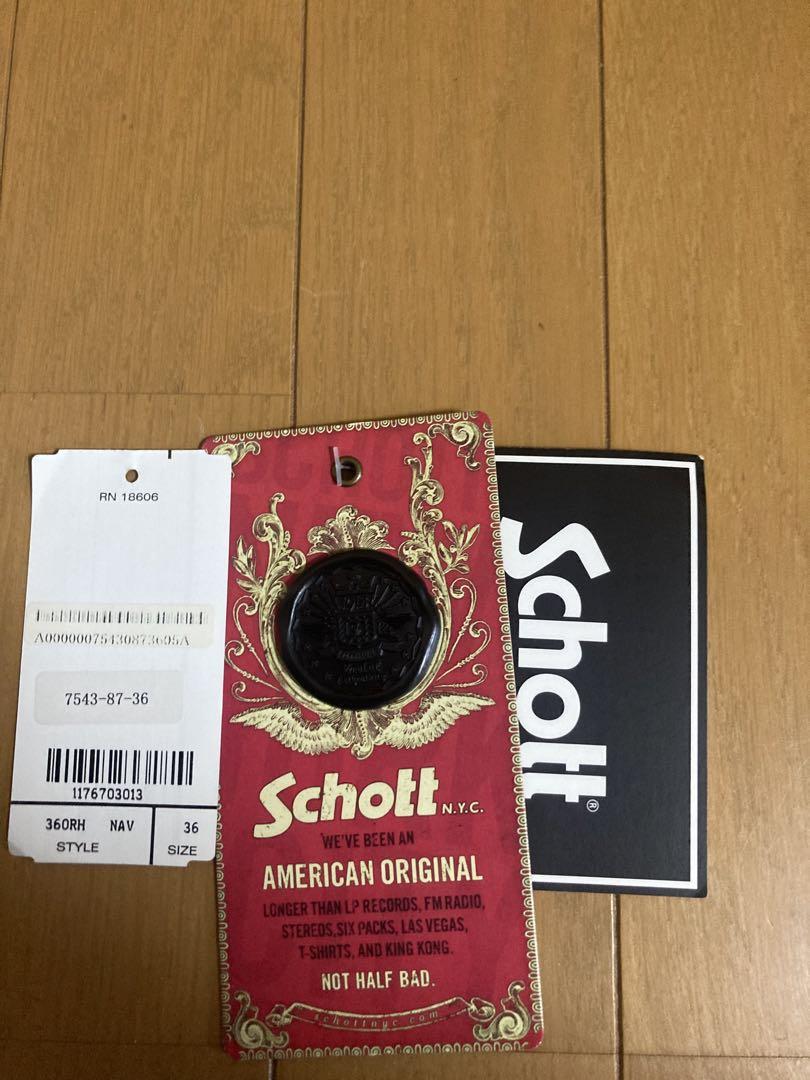 RN 18606
A00000075430873605A
7543-87-36
1176703013
360RH NAV 36
STYLE SIZE
Schott N.Y.C.
WE'VE BEEN AN
AMERICAN ORIGINAL
LONGER THAN LP RECORDS, FM RADIO,
STEREOS, SIX PACKS, LAS VEGAS,
T-SHIRTS, AND KING KONG.
NOT HALF BAD.
schottnyc.com
Schott®